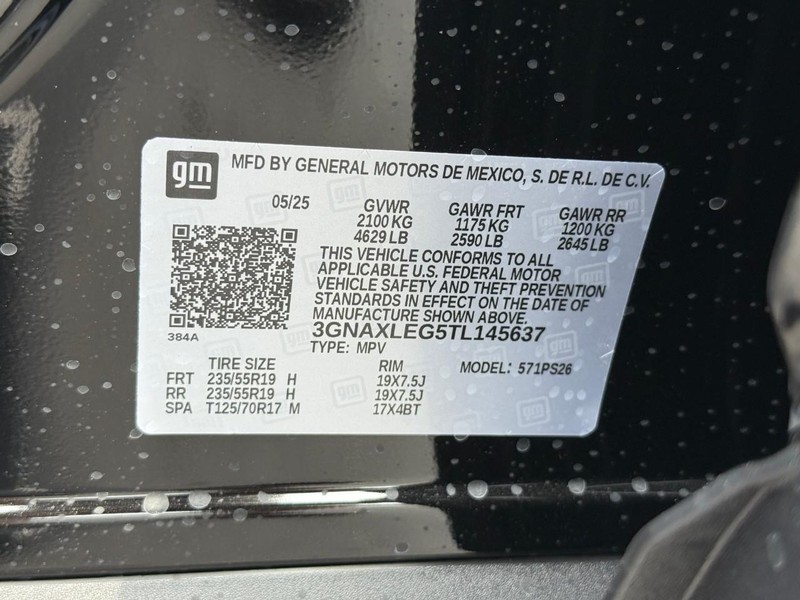 gm
MFD BY GENERAL MOTORS DE MEXICO, S. DE R.L. DE C.V.
05/25 GVWR GAWR FRT GAWR RR
2100 KG 1175 KG 1200 KG
4629 LB 2590 LB 2645 LB
THIS VEHICLE CONFORMS TO ALL
APPLICABLE U.S. FEDERAL MOTOR
VEHICLE SAFETY AND THEFT PREVENTION
STANDARDS IN EFFECT ON THE DATE OF
MANUFACTURE SHOWN ABOVE.
384A
3GNAXLEG5TL145637
TYPE: MPV
TIRE SIZE RIM MODEL: 571PS26
FRT 235/55R19 H 19X7.5J
RR 235/55R19 H 19X7.5J
SPA T125/70R17 M 17X4BT